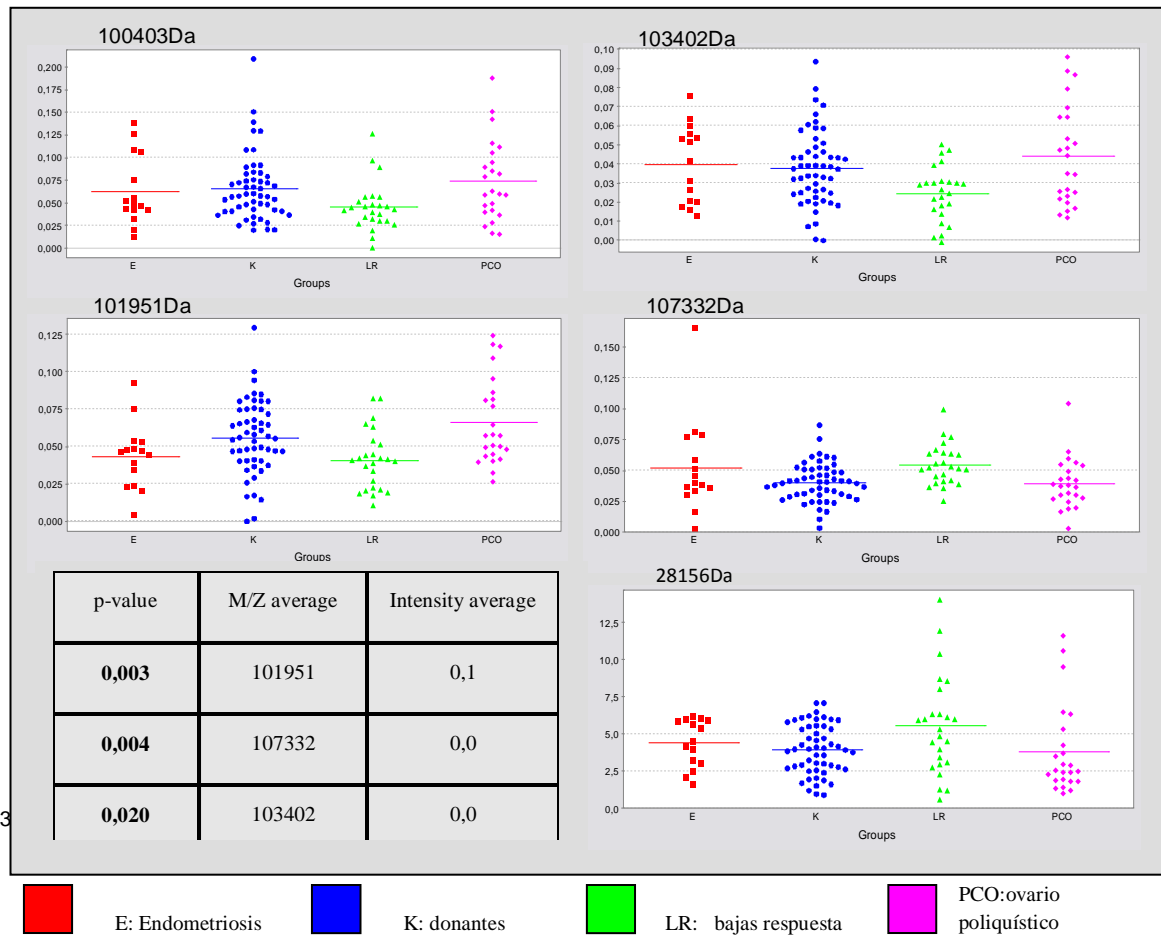 100403Da
0,200
0,175
0,150
0,125
0,100
0,075
0,050
0,025
0,000
E K LR PCO
Groups
103402Da
0,10
0,09
0,08
0,07
0,06
0,05
0,04
0,03
0,02
0,01
0,00
E K LR PCO
Groups
101951Da
0,125
0,100
0,075
0,050
0,025
0,000
E K LR PCO
Groups
107332Da
0,150
0,125
0,100
0,075
0,050
0,025
0,000
E K LR PCO
Groups
p-value M/Z average Intensity average
0,003 101951 0,1
0,004 107332 0,0
0,020 103402 0,0
3
28156Da
12,5
10,0
7,5
5,0
2,5
0,0
E K LR PCO
Groups
E: Endometriosis
K: donantes
LR: bajas respuesta
PCO:ovario
poliquístico